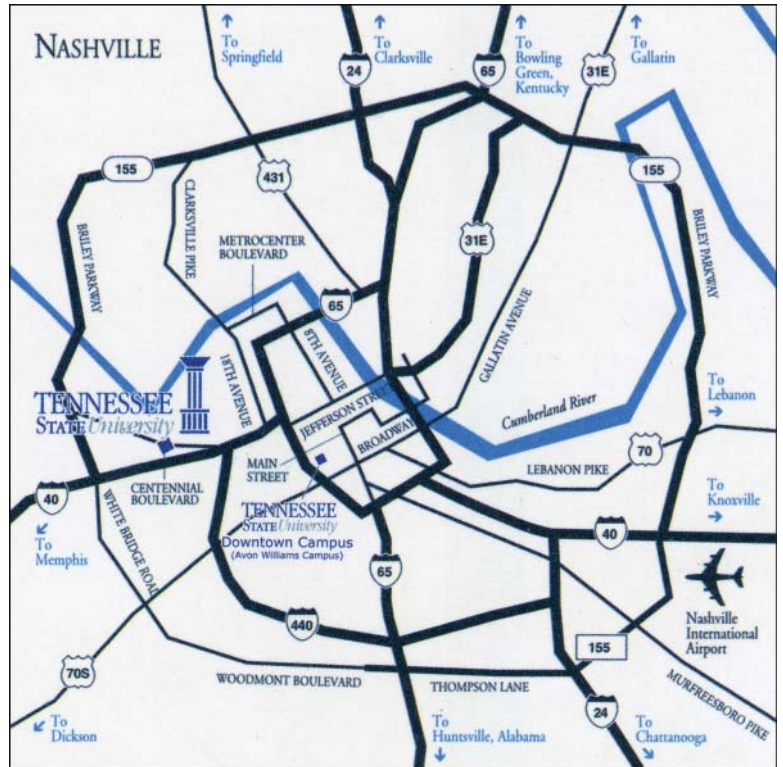 NASHVILLE
To
Springfield
24
To
Clarksville
65
To
Bowling
Green,
Kentucky
31E
To
Gallatin
155
431
CLARKSVILLE PIKE
METROCENTER
BOULEVARD
31E
155
BRILEY PARKWAY
BRILEY PARKWAY
65
8TH AVENUE
18TH AVENUE
GALLATIN AVENUE
JEFFERSON STREET
Cumberland River
To
Lebanon
TENNESSEE
STATE University
BROADWAY
MAIN
STREET
70
LEBANON PIKE
CENTENNIAL
BOULEVARD
40
To
Memphis
WHITE BRIDGE ROAD
TENNESSEE
STATE University
Downtown Campus
(Avon Williams Campus)
To
Knoxville
40
65
Nashville
International
Airport
440
155
70S
WOODMONT BOULEVARD
THOMPSON LANE
MURFREESBORO PIKE
To
Dickson
To
Huntsville, Alabama
24
To
Chattanooga